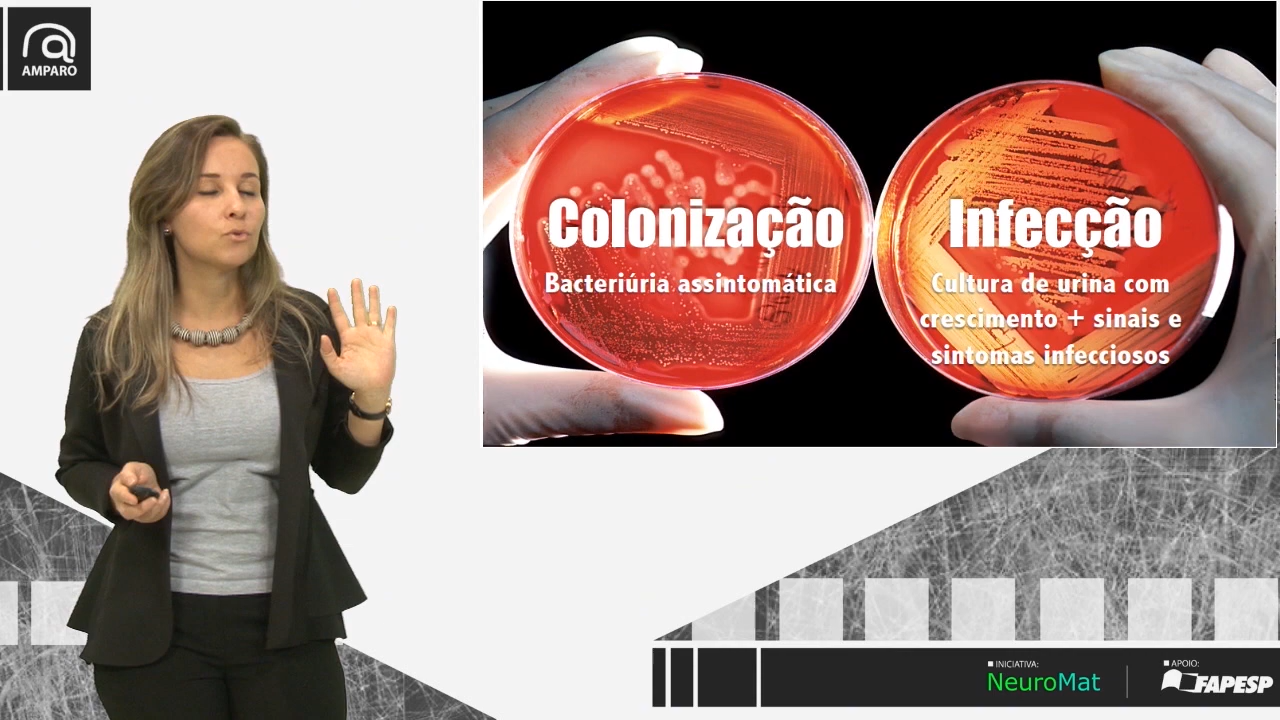 AMPARO
Colonização
Bacteriúria assintomática
Infecção
Cultura de urina com
crescimento + sinais e
sintomas infecciosos
INICIATIVA:
NeuroMat
APOIO:
FAPESP